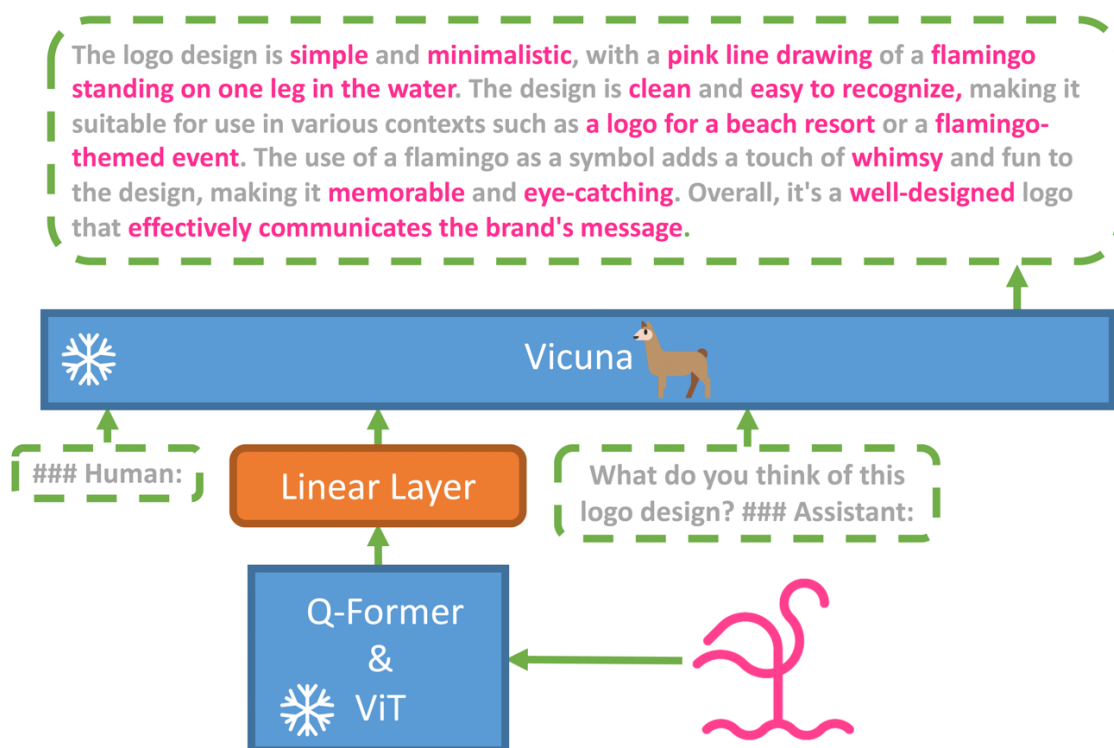 The logo design is simple and minimalistic, with a pink line drawing of a flamingo
standing on one leg in the water. The design is clean and easy to recognize, making it
suitable for use in various contexts such as a logo for a beach resort or a flamingo-
themed event. The use of a flamingo as a symbol adds a touch of whimsy and fun to
the design, making it memorable and eye-catching. Overall, it's a well-designed logo
that effectively communicates the brand's message.
Vicuna
### Human:
Linear Layer
What do you think of this
logo design? ### Assistant:
Q-Former
&
ViT